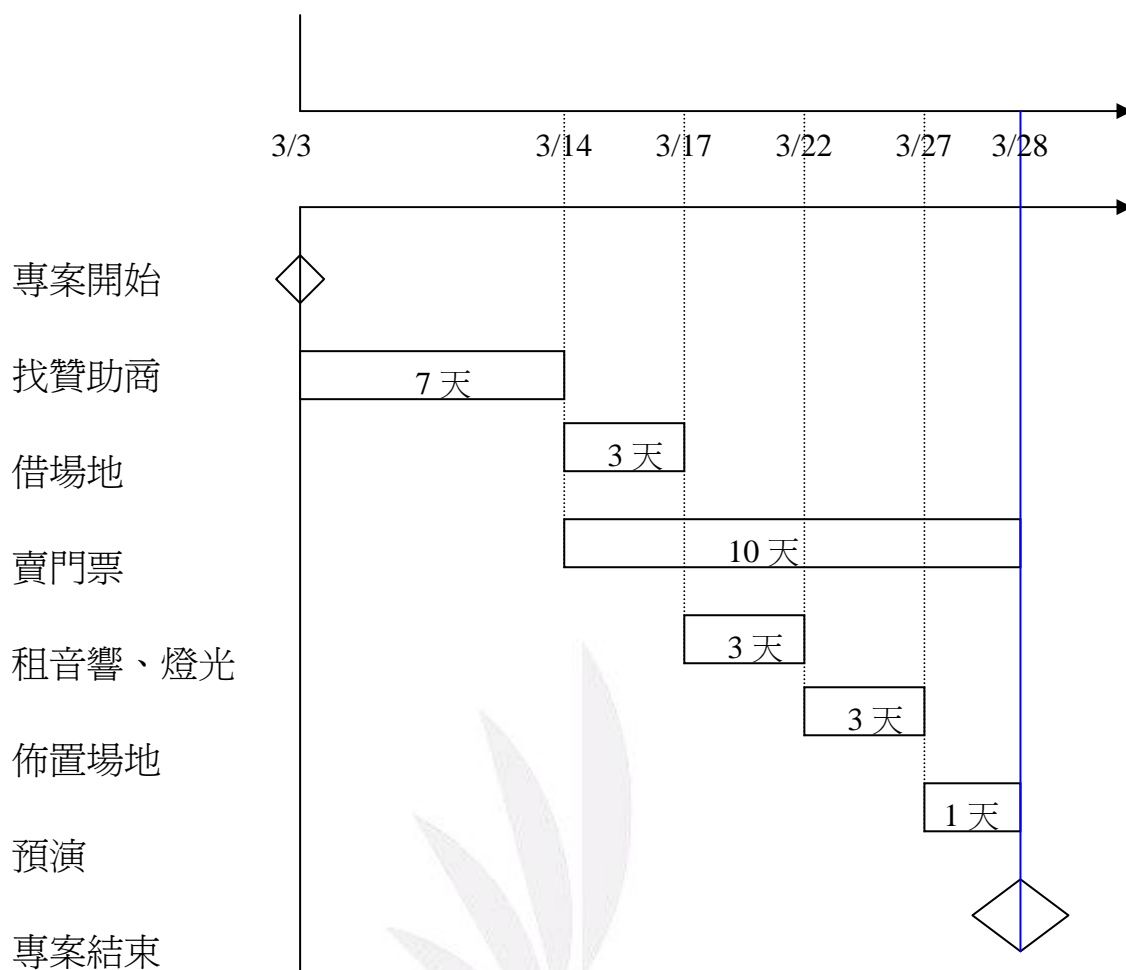 3/3 3/14 3/17 3/22 3/27 3/28
專案開始
找贊助商
7 天
借場地
3 天
賣門票
10 天
租音響、燈光
3 天
佈置場地
3 天
預演
1 天
專案結束